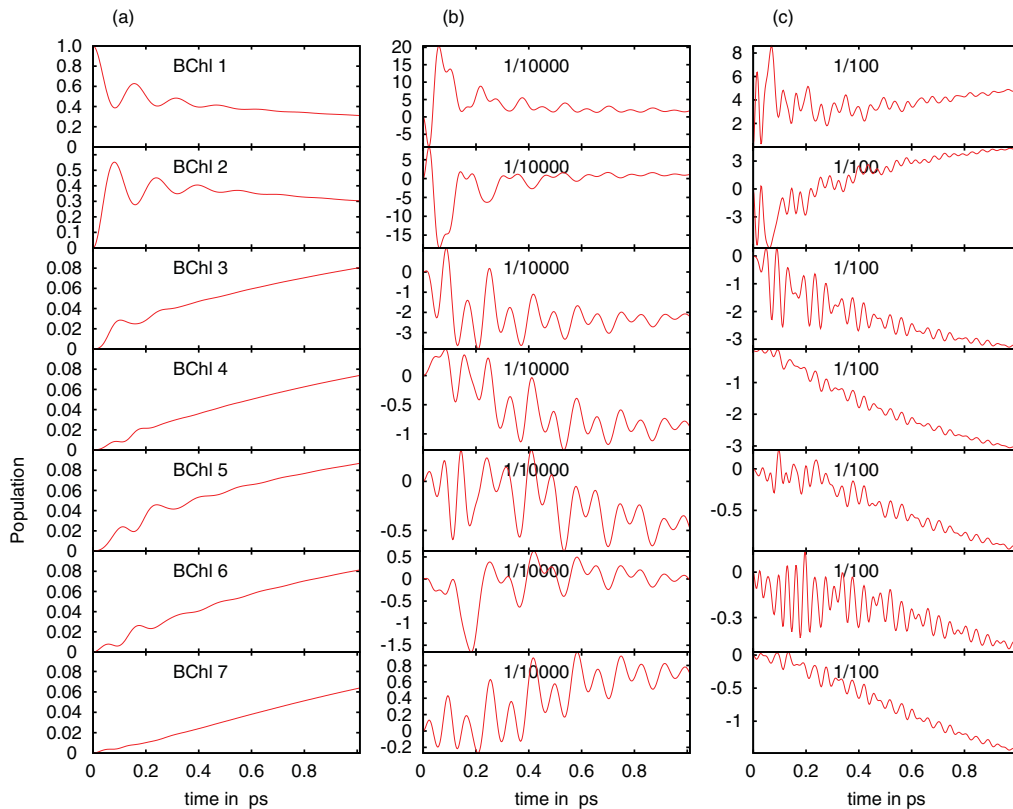 (a) (b) (c)
1.0 0.8 0.6 0.4 0.2 0
BChl 1
20 15 10 5 0 -5
1/10000
8 6 4 2
1/100
0.5 0.4 0.3 0.2 0.1 0
BChl 2
5 0 -5 -10 -15
1/10000
3 0 -3
1/100
0.08 0.06 0.04 0.02 0
BChl 3
0 -1 -2 -3
1/10000
0 -1 -2 -3
1/100
0.08 0.06 0.04 0.02 0
BChl 4
0 -0.5 -1
1/10000
-1 -2 -3
1/100
0.08 0.06 0.04 0.02 0
BChl 5
0 -0.5
1/10000
0 -0.5
1/100
0.08 0.06 0.04 0.02 0
BChl 6
0.5 0 -0.5 -1 -1.5
1/10000
0 -0.3
1/100
0.08 0.06 0.04 0.02 0
BChl 7
0.8 0.6 0.4 0.2 0 -0.2
1/10000
0 -0.5 -1
1/100
Population
0 0.2 0.4 0.6 0.8
0 0.2 0.4 0.6 0.8
0 0.2 0.4 0.6 0.8
time in ps
time in ps
time in ps